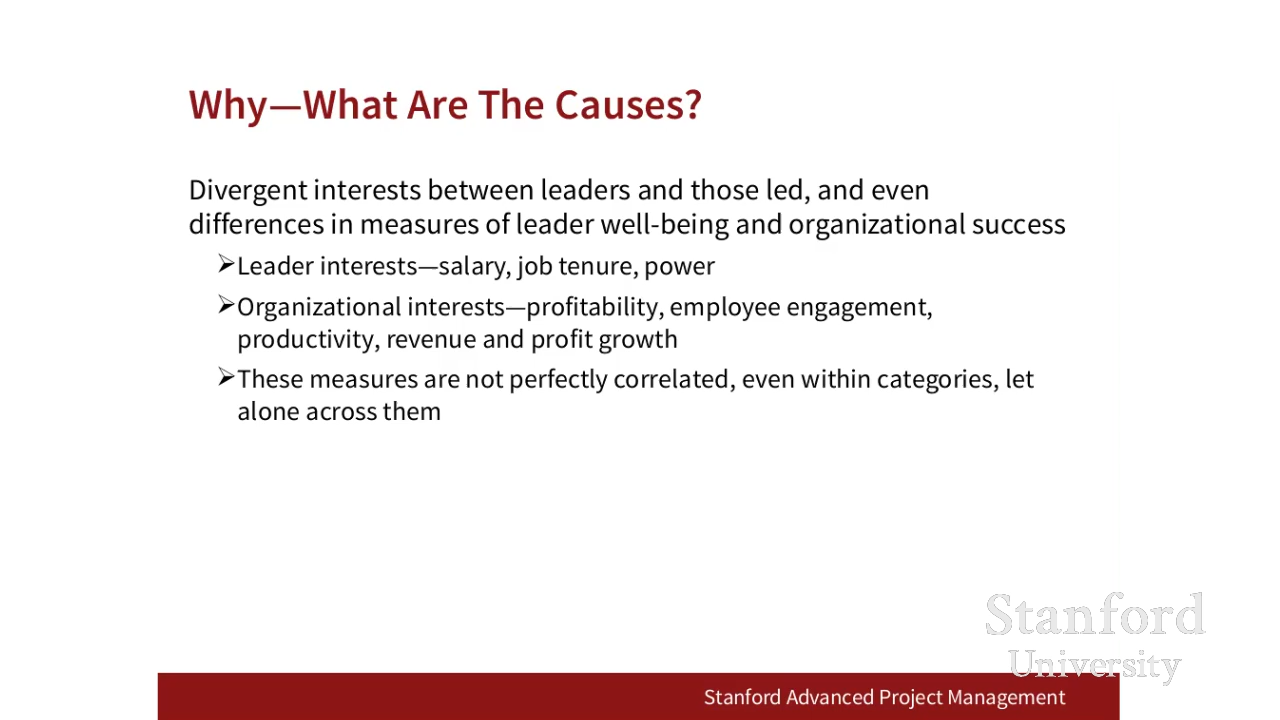 Why—What Are The Causes?
Divergent interests between leaders and those led, and even
differences in measures of leader well-being and organizational success
➢Leader interests—salary, job tenure, power
➢Organizational interests—profitability, employee engagement,
productivity, revenue and profit growth
➢These measures are not perfectly correlated, even within categories, let
alone across them
Stanford
University
Stanford Advanced Project Management